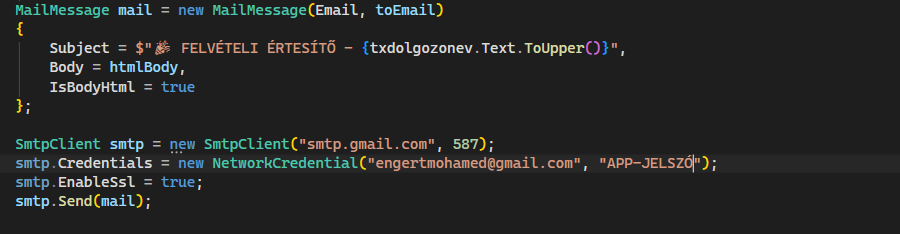 MailMessage mail = new MailMessage(Email, toEmail)
{
Subject = $"🎉 FELVÉTELI ÉRTESÍTŐ - {txdolgozonev.Text.ToUpper()}",
Body = htmlBody,
IsBodyHtml = true
};
SmtpClient smtp = new SmtpClient("smtp.gmail.com", 587);
smtp.Credentials = new NetworkCredential("engertmohamed@gmail.com", "APP-JELSZÓ");
smtp.EnableSsl = true;
smtp.Send(mail);